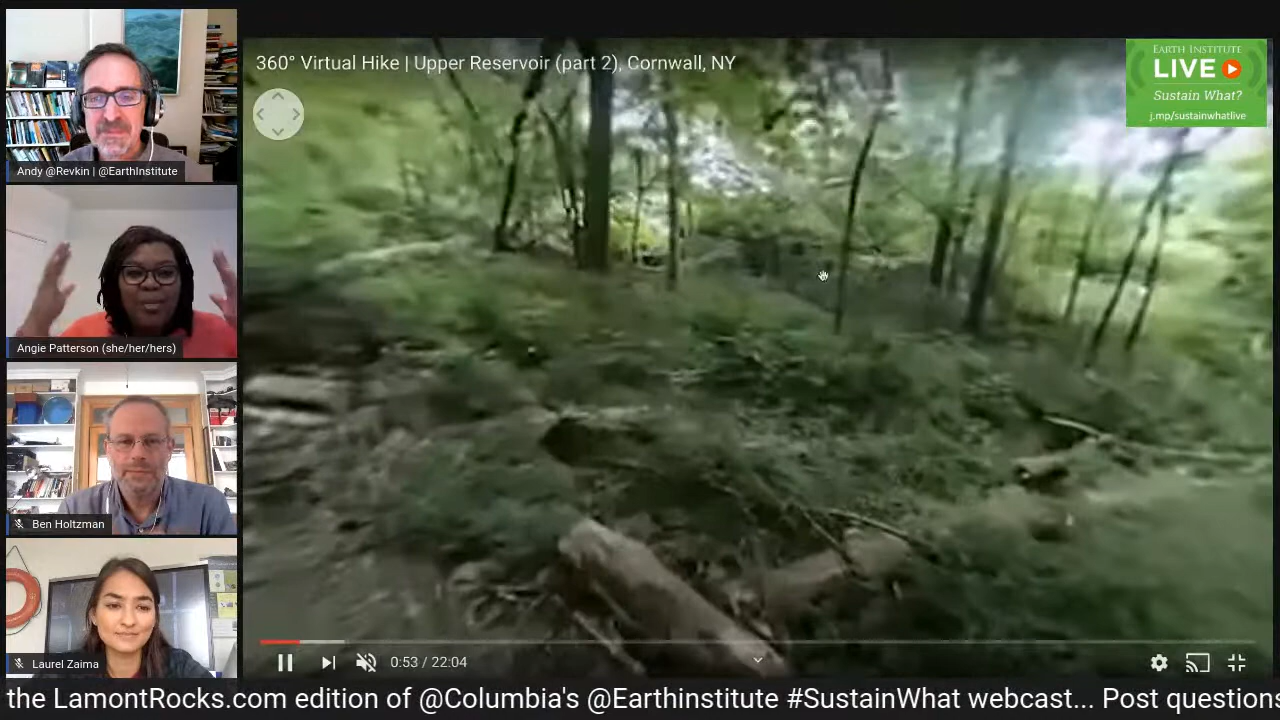 Andy @Revkin | @EarthInstitute
Angie Patterson (she/her/hers)
Ben Holtzman
Laurel Zaima
360° Virtual Hike | Upper Reservoir (part 2), Cornwall, NY
EARTH INSTITUTE
LIVE
Sustain What?
j.mp/sustainwhatlive
0:53 / 22:04
the LamontRocks.com edition of @Columbia's @Earthinstitute #SustainWhat webcast... Post questions